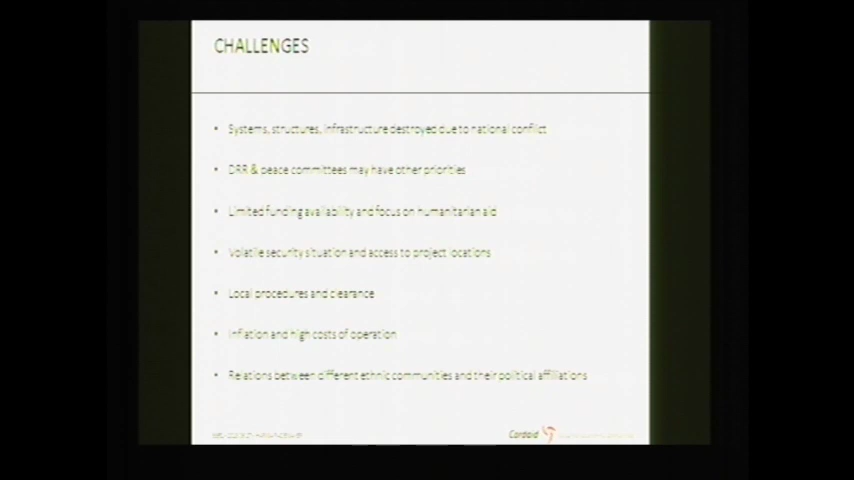 CHALLENGES
• Systems, structures, infrastructure destroyed due to national conflict
• DRR & peace committees may have other priorities
• Limited funding availability and focus on humanitarian aid
• Volatile security situation and access to project locations
• Local procedures and clearance
• Inflation and high costs of operation
• Relations between different ethnic communities and their political affiliations
Cordaid